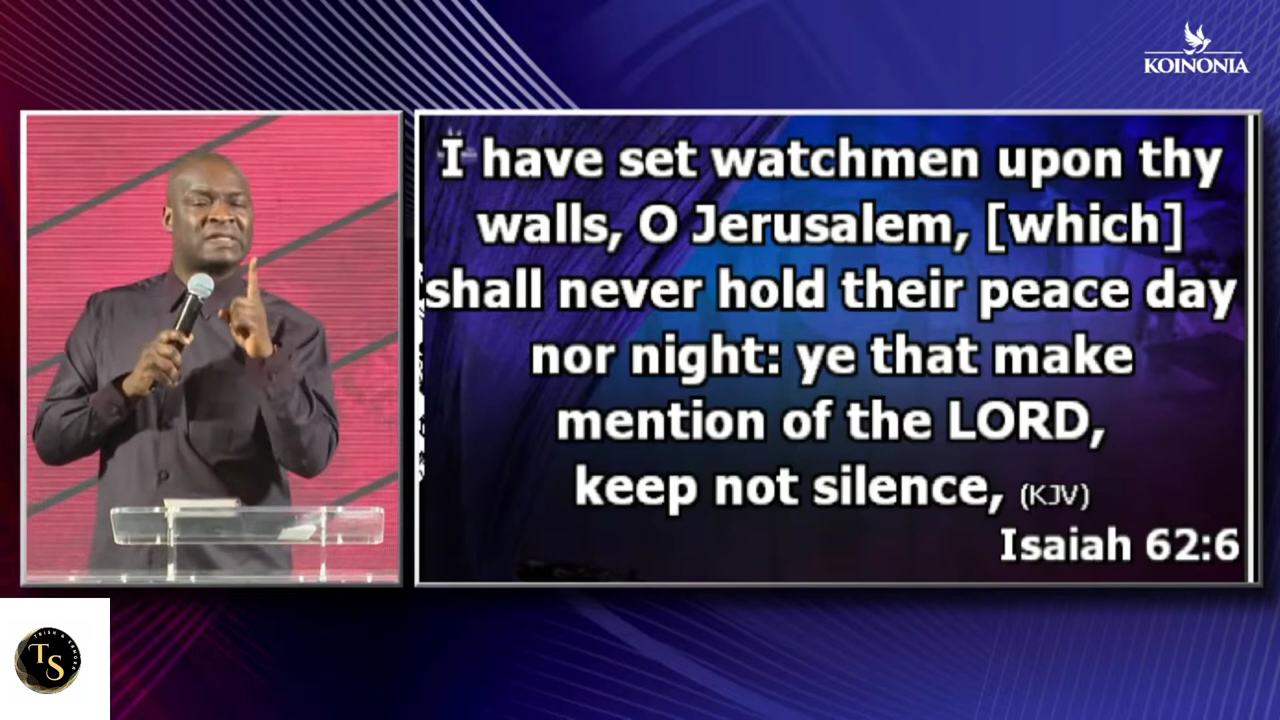 KOINONIA
I have set watchmen upon thy
walls, O Jerusalem, [which]
shall never hold their peace day
nor night: ye that make
mention of the LORD,
keep not silence, (KJV)
Isaiah 62:6
TS